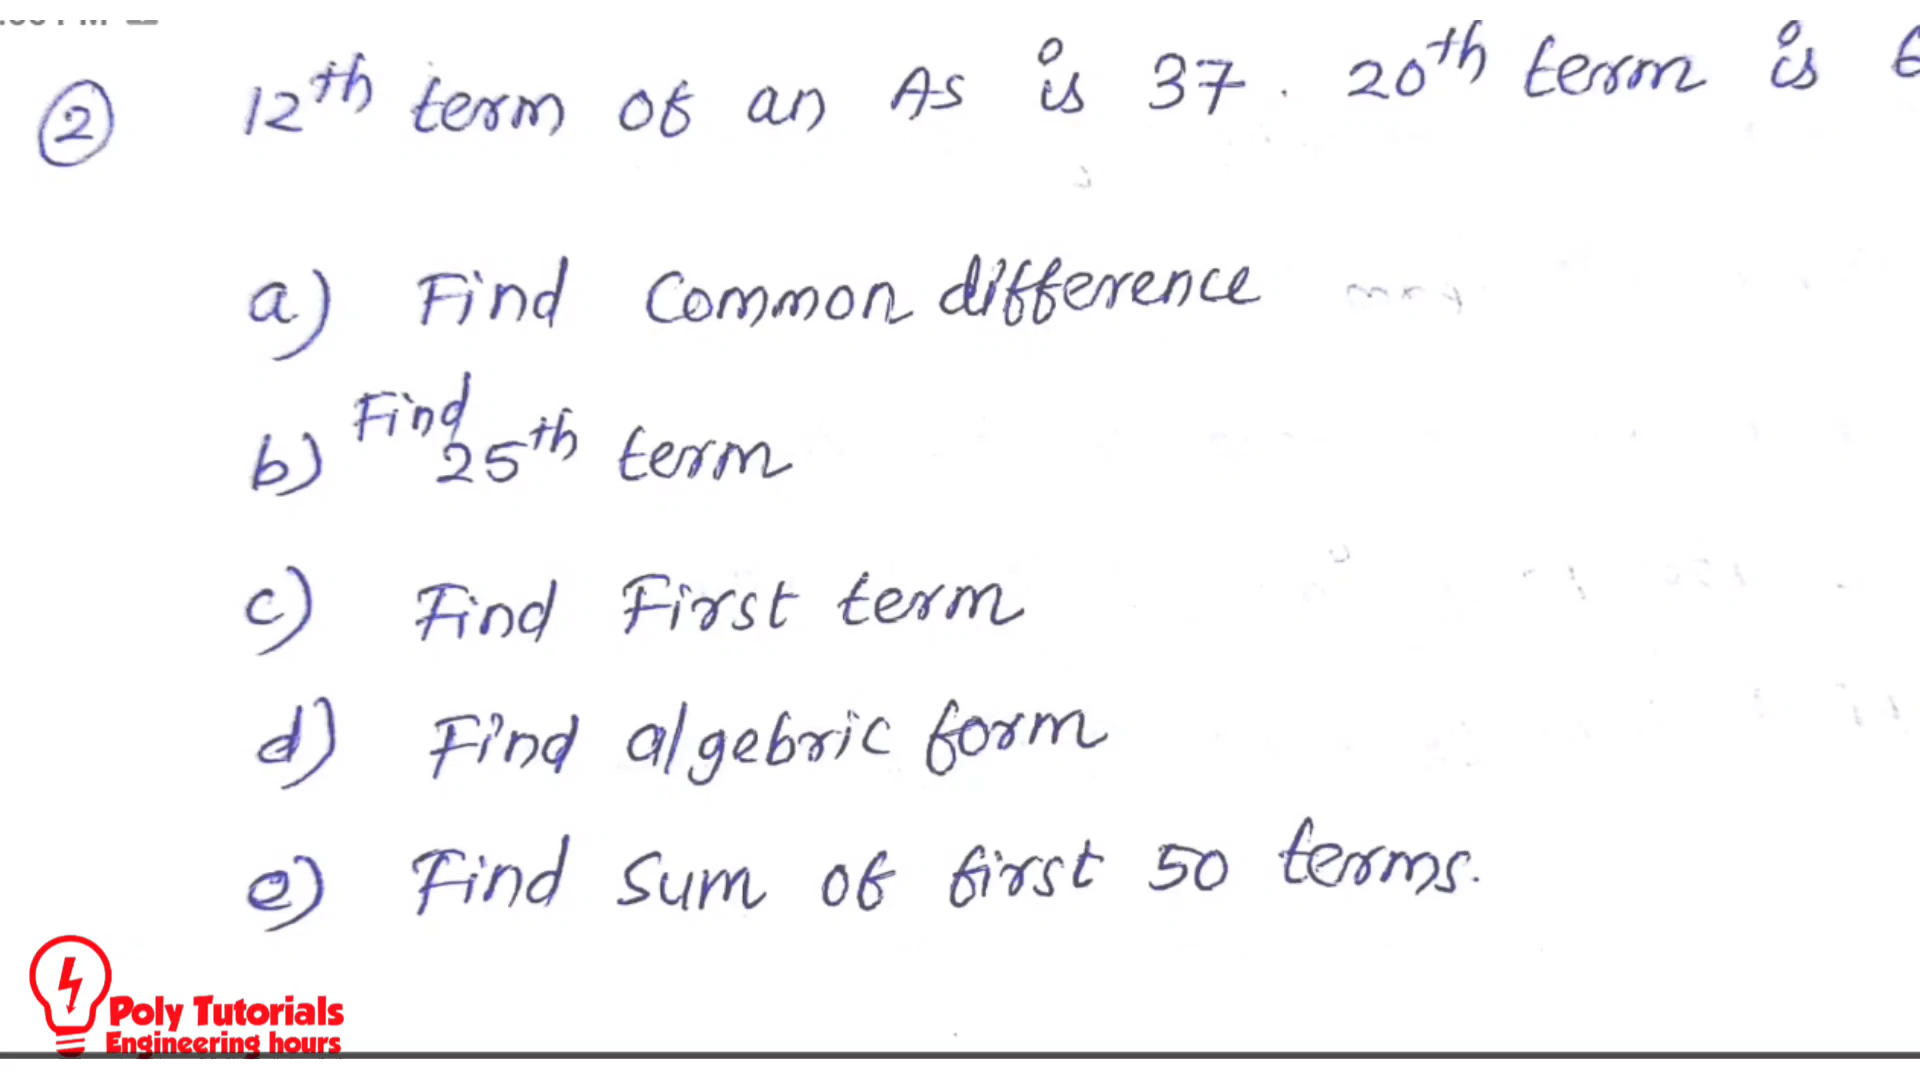 ② 12th term of an AS is 37. 20th term is 6
a) Find Common difference
b) Find 25th term
c) Find First term
d) Find algebric form
e) Find Sum of first 50 terms.
Poly Tutorials
Engineering hours